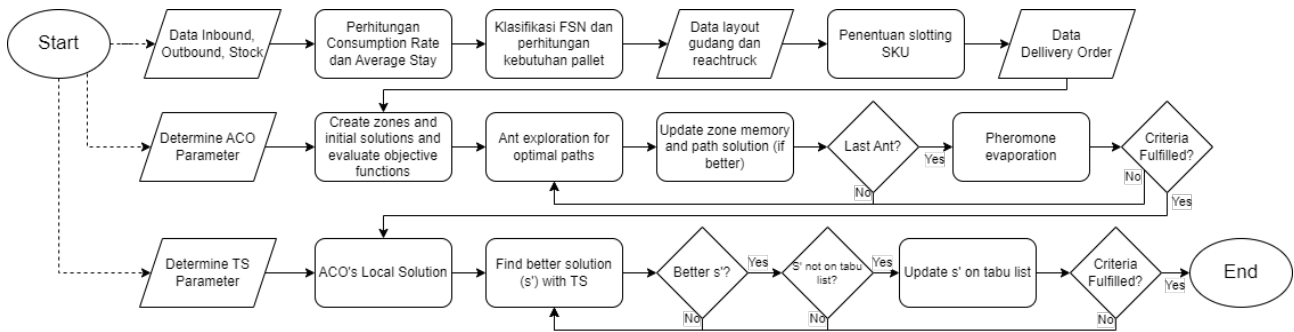 Start
Data Inbound,
Outbound, Stock
Perhitungan
Consumption Rate
dan Average Stay
Klasifikasi FSN dan
perhitungan
kebutuhan pallet
Data layout
gudang dan
reachtruck
Penentuan slotting
SKU
Data
Dellivery Order
Determine ACO
Parameter
Create zones and
initial solutions and
evaluate objective
functions
Ant exploration for
optimal paths
Update zone memory
and path solution (if
better)
Last Ant?
Yes
No
Pheromone
evaporation
Criteria
Fulfilled?
No
Yes
Determine TS
Parameter
ACO's Local Solution
Find better solution
(s') with TS
Better s'?
Yes
No
S' not on tabu
list?
Yes
No
Update s' on tabu list
Criteria
Fulfilled?
Yes
No
End